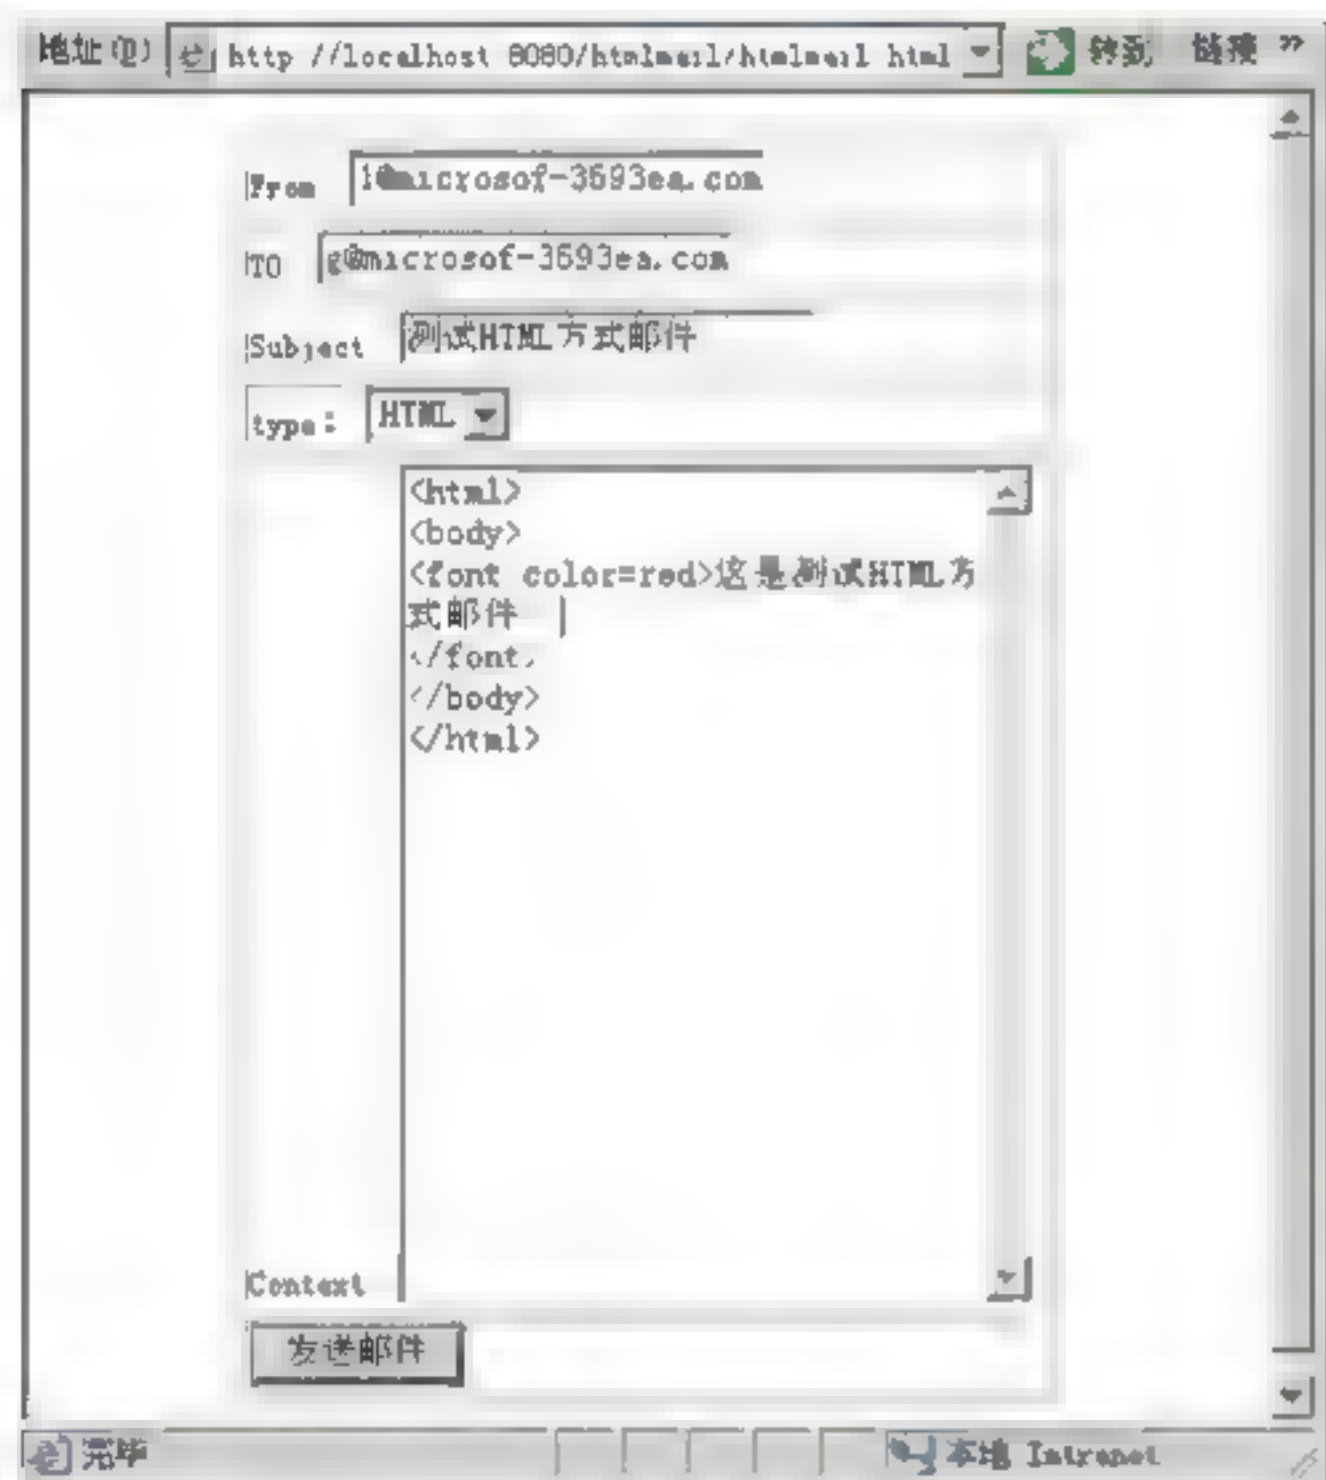 地址(D) http //localhost 8080/htmlmail/htmlmail html 转到 链接 »
From l@microsof-3693ea.com
TO g@microsof-3693ea.com
Subject 测试HTML方式邮件
type: HTML
<html>
<body>
<font color=red>这是测试HTML方
式邮件
</font>
</body>
</html>
Context
发送邮件
完毕 本地 Intranet